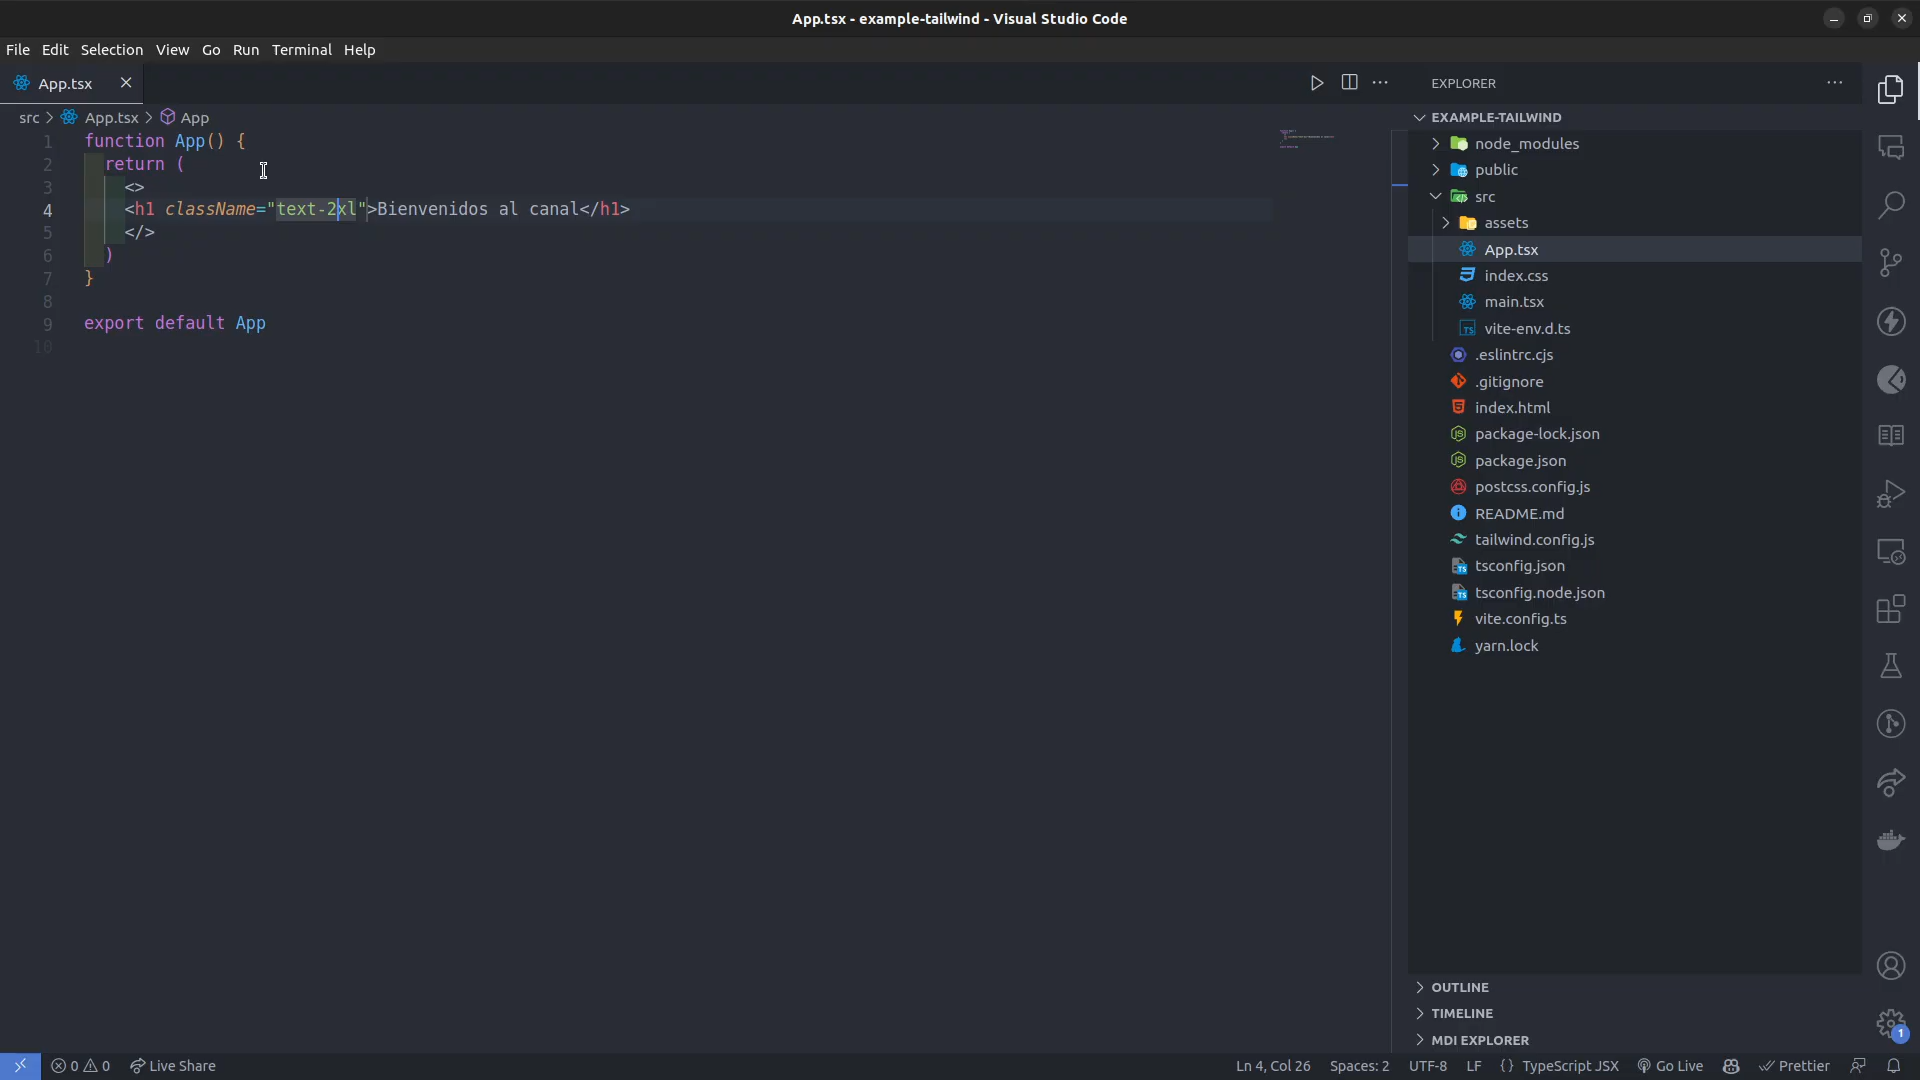 App.tsx - example-tailwind - Visual Studio Code
File Edit Selection View Go Run Terminal Help
App.tsx
src > App.tsx > App
1 function App() {
2 return (
3 <>
4 <h1 className="text-2xl">Bienvenidos al canal</h1>
5 </>
6 )
7 }
8
9 export default App
10
EXPLORER
EXAMPLE-TAILWIND
node_modules
public
src
assets
App.tsx
index.css
main.tsx
vite-env.d.ts
.eslintrc.cjs
.gitignore
index.html
package-lock.json
package.json
postcss.config.js
README.md
tailwind.config.js
tsconfig.json
tsconfig.node.json
vite.config.ts
yarn.lock
OUTLINE
TIMELINE
MDI EXPLORER
1
0 0 Live Share
Ln 4, Col 26 Spaces: 2 UTF-8 LF {} TypeScript JSX Go Live Prettier